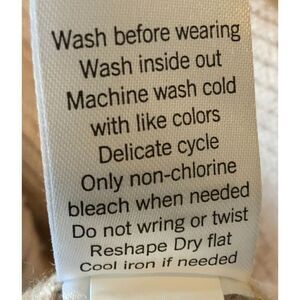 Wash before wearing
Wash inside out
Machine wash cold
with like colors
Delicate cycle
Only non-chlorine
bleach when needed
Do not wring or twist
Reshape Dry flat
Cool iron if needed